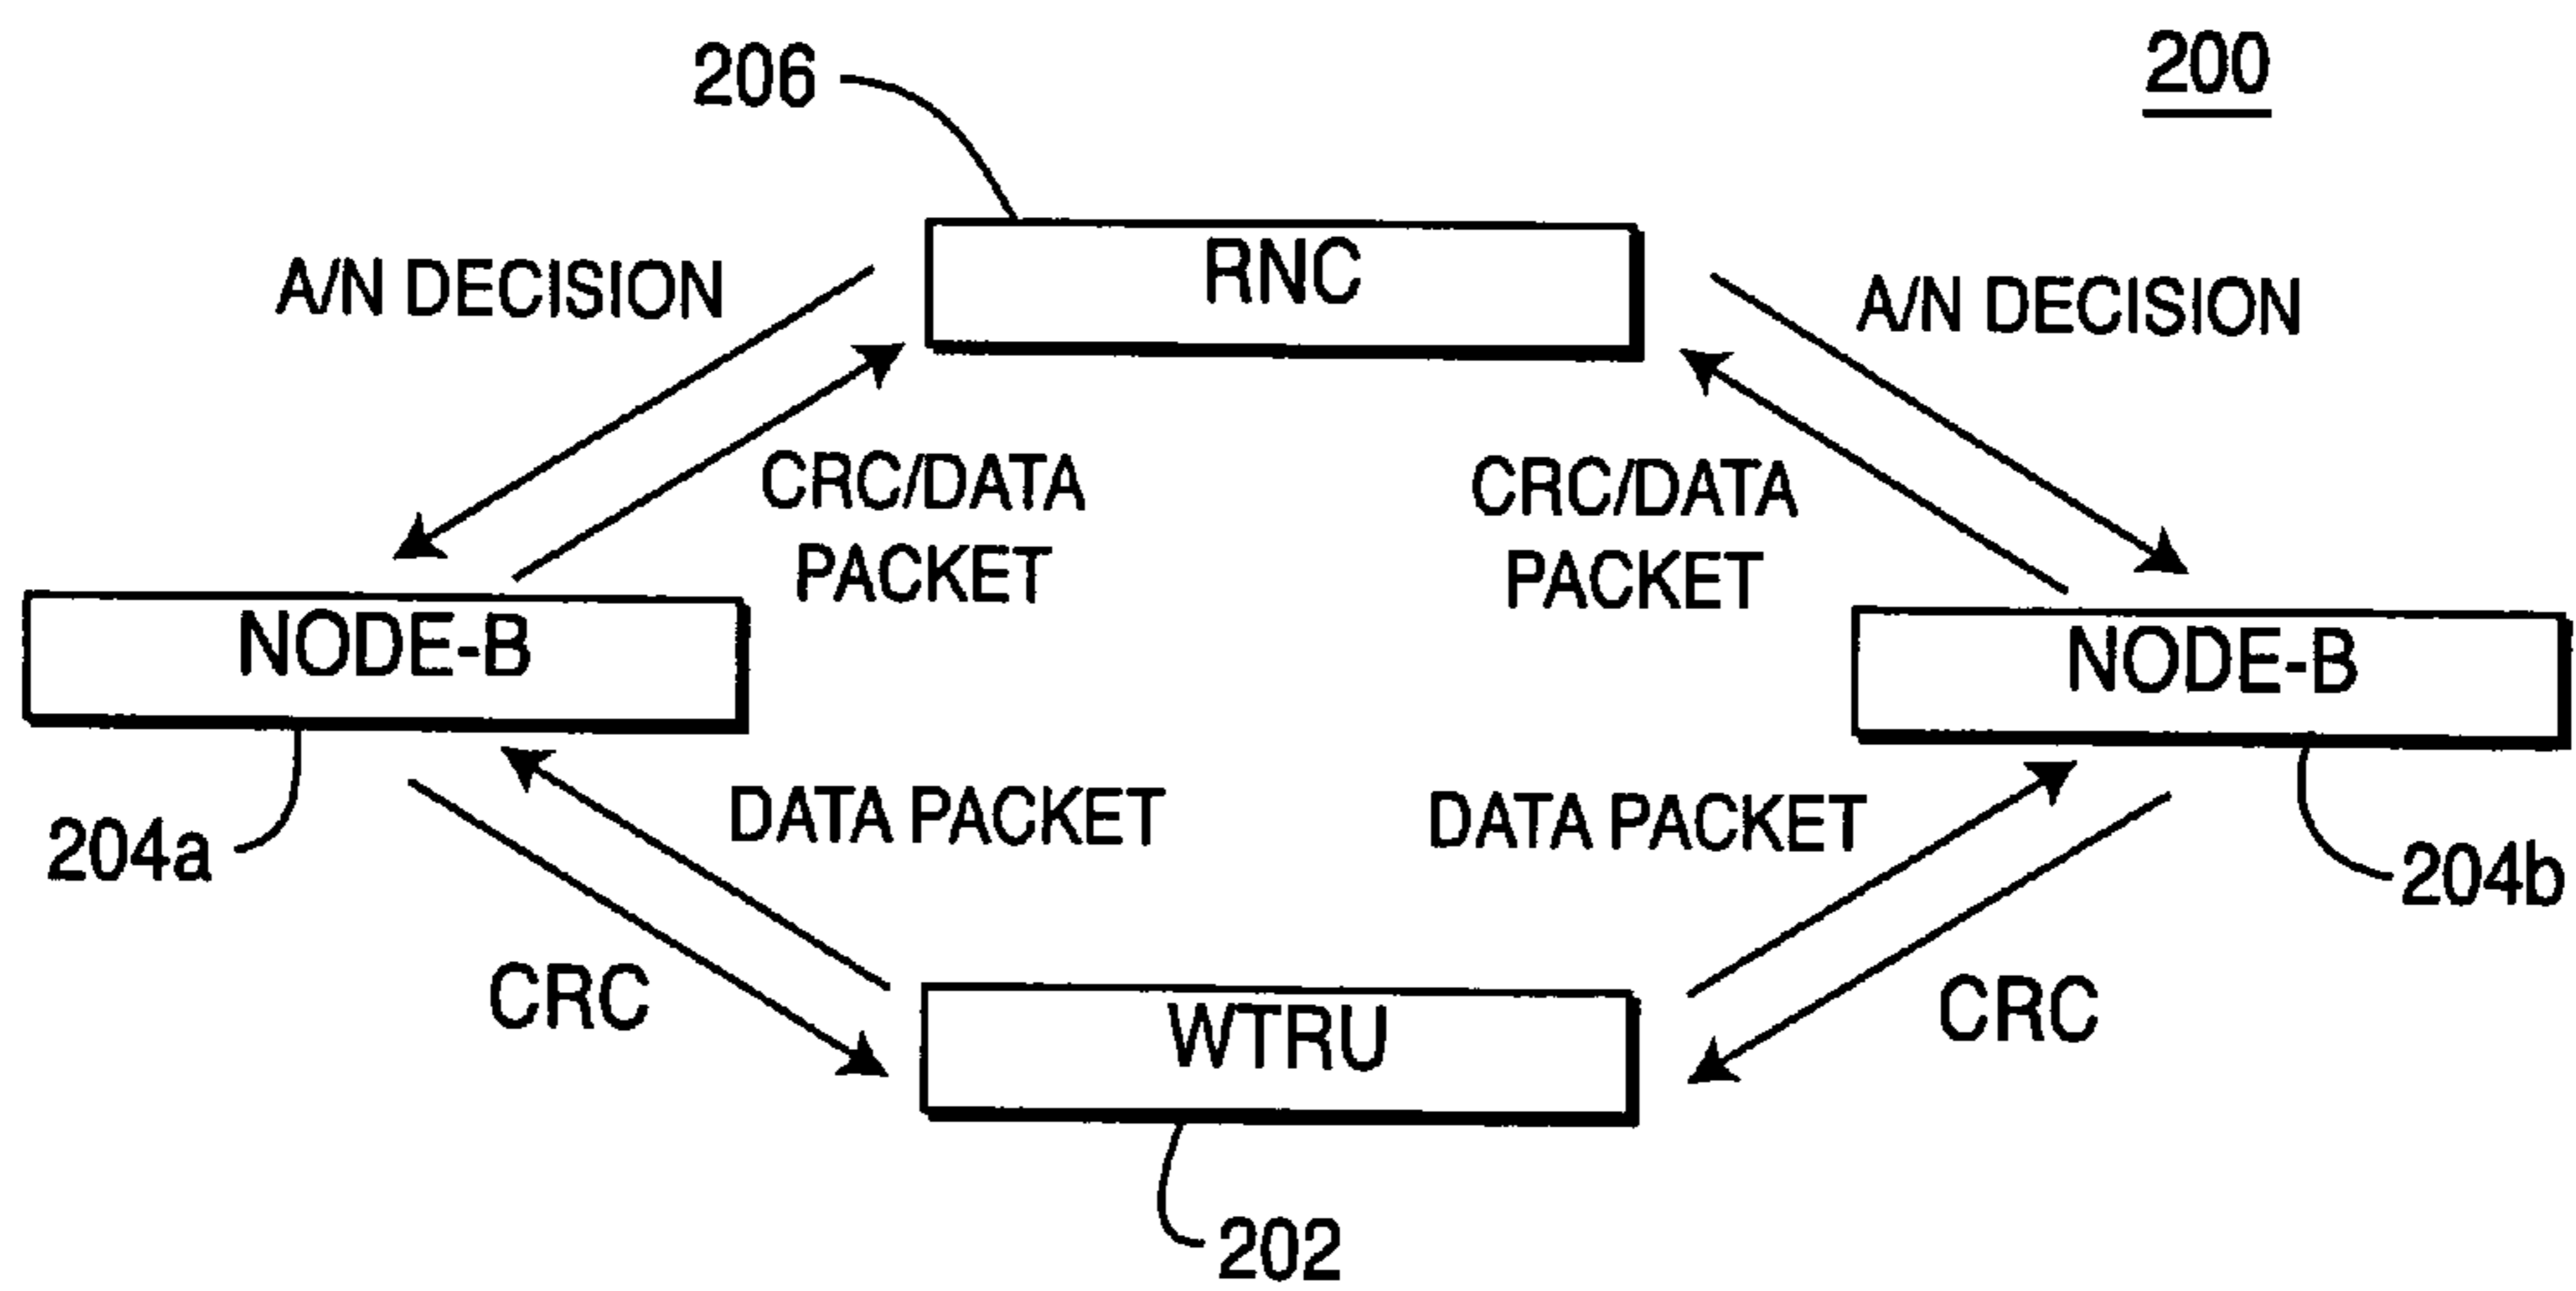 200
206
RNC
A/N DECISION
A/N DECISION
CRC/DATA
PACKET
CRC/DATA
PACKET
NODE-B
NODE-B
204a
DATA PACKET
DATA PACKET
204b
CRC
CRC
WTRU
202